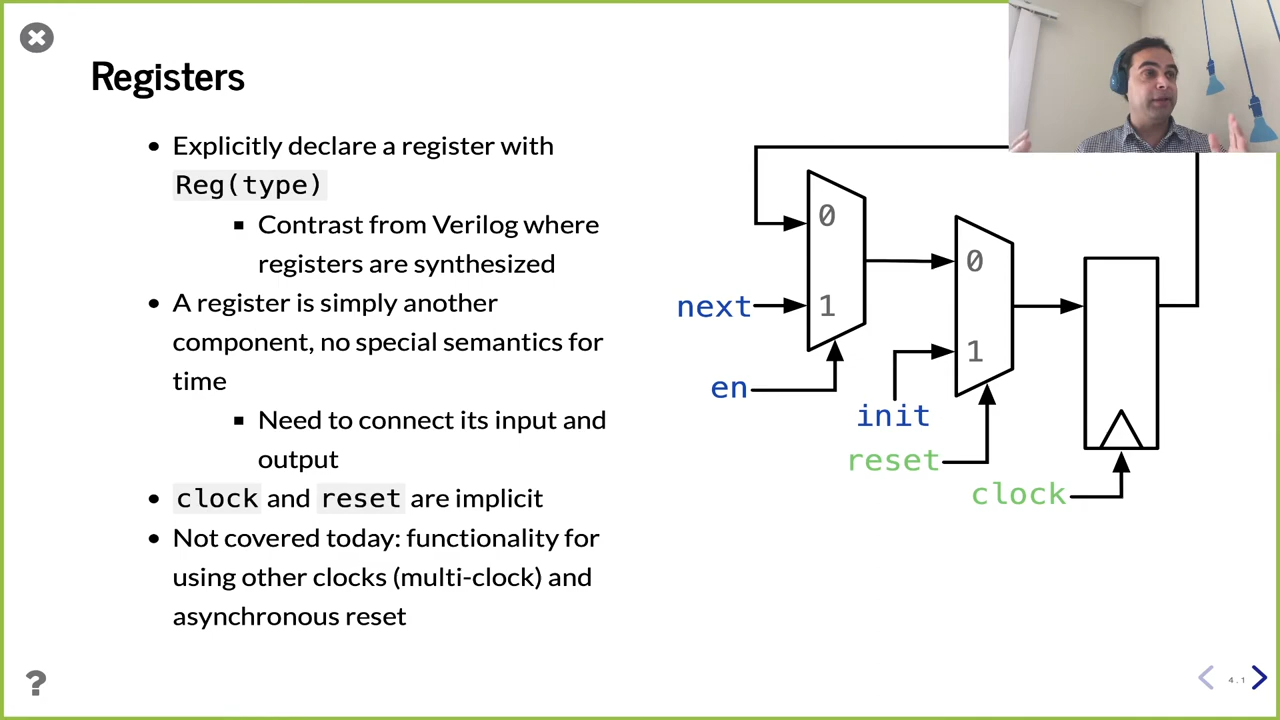 Registers
Explicitly declare a register with
Reg(type)
Contrast from Verilog where
registers are synthesized
A register is simply another
component, no special semantics for
time
Need to connect its input and
output
clock and reset are implicit
Not covered today: functionality for
using other clocks (multi-clock) and
asynchronous reset
0
1
next
en
0
1
init
reset
clock
?
4.1